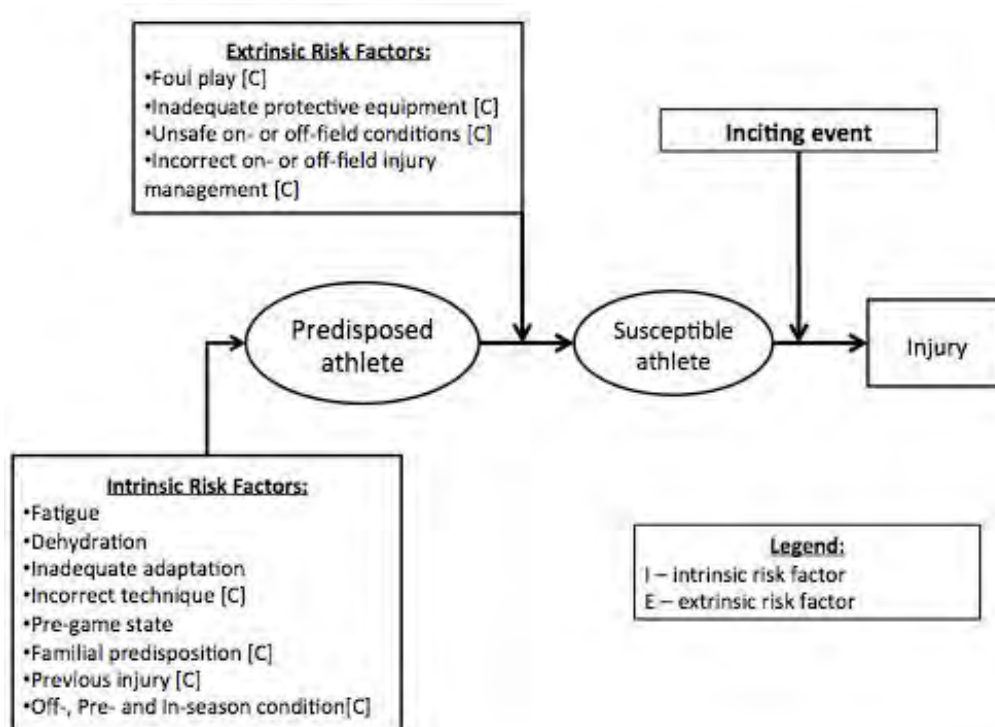 Extrinsic Risk Factors:
•Foul play [C]
•Inadequate protective equipment [C]
•Unsafe on- or off-field conditions [C]
•Incorrect on- or off-field injury
management [C]
Inciting event
Predisposed
athlete
Susceptible
athlete
Injury
Intrinsic Risk Factors:
•Fatigue
•Dehydration
•Inadequate adaptation
•Incorrect technique [C]
•Pre-game state
•Familial predisposition [C]
•Previous injury [C]
•Off-, Pre- and In-season condition[C]
Legend:
I – intrinsic risk factor
E – extrinsic risk factor